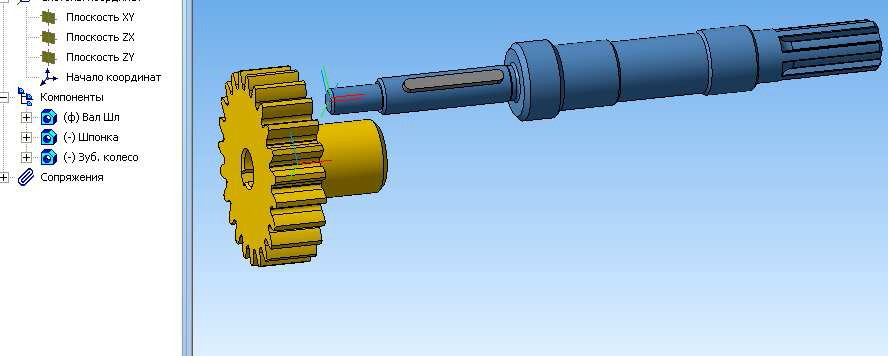 Плоскость XY
Плоскость ZX
Плоскость ZY
Начало координат
Компоненты
(ф) Вал Шл
(-) Шпонка
(-) Зуб. колесо
Сопряжения